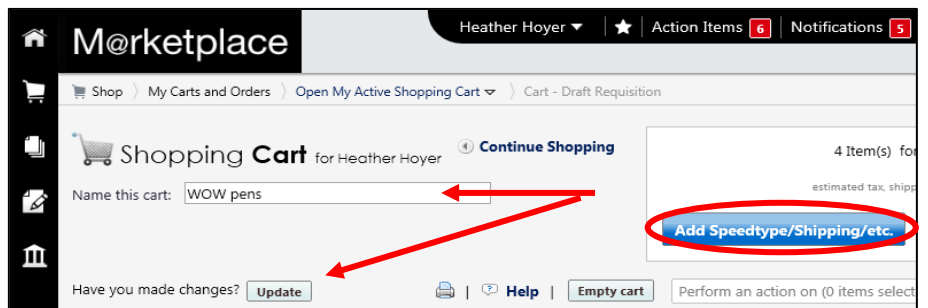 M@rketplace
Heather Hoyer Action Items 6 Notifications 5
Shop My Carts and Orders Open My Active Shopping Cart Cart - Draft Requisition
Shopping Cart for Heather Hoyer
Continue Shopping
Name this cart: WOW pens
4 Item(s) for
estimated tax, shipp
Add Speedtype/Shipping/etc.
Have you made changes? Update
| ? Help | Empty cart
Perform an action on (0 items select